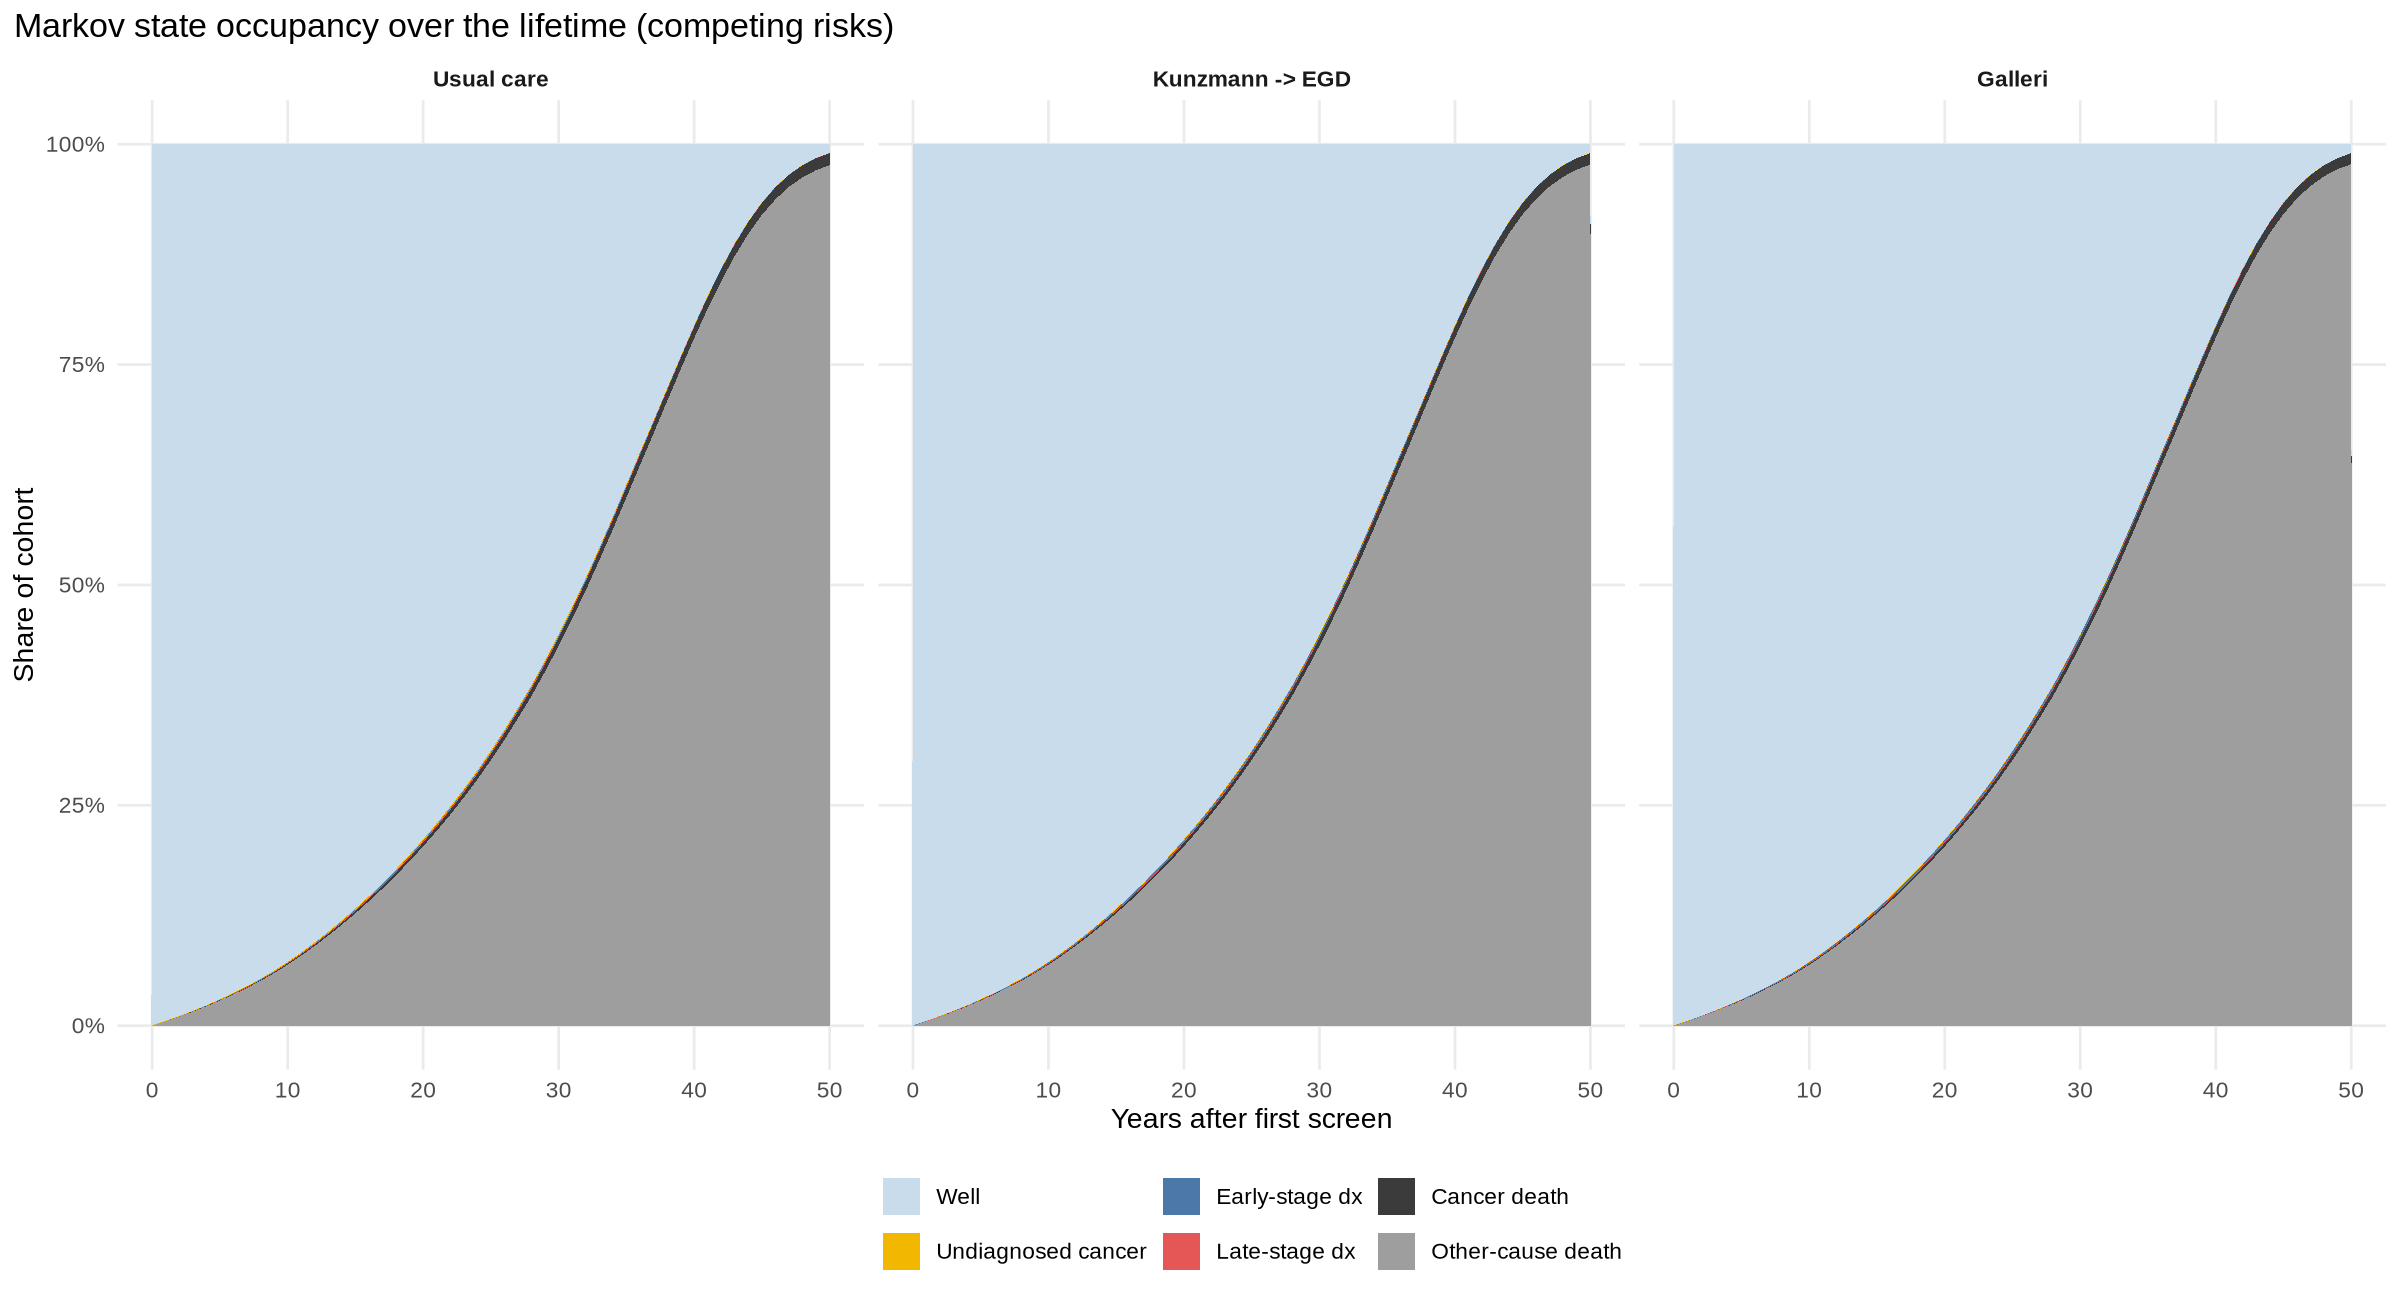 Markov state occupancy over the lifetime (competing risks)
Usual care
Kunzmann -> EGD
Galleri
Share of cohort
100%
75%
50%
25%
0%
0 10 20 30 40 50
0 10 20 30 40 50
0 10 20 30 40 50
Years after first screen
Well
Early-stage dx
Cancer death
Undiagnosed cancer
Late-stage dx
Other-cause death